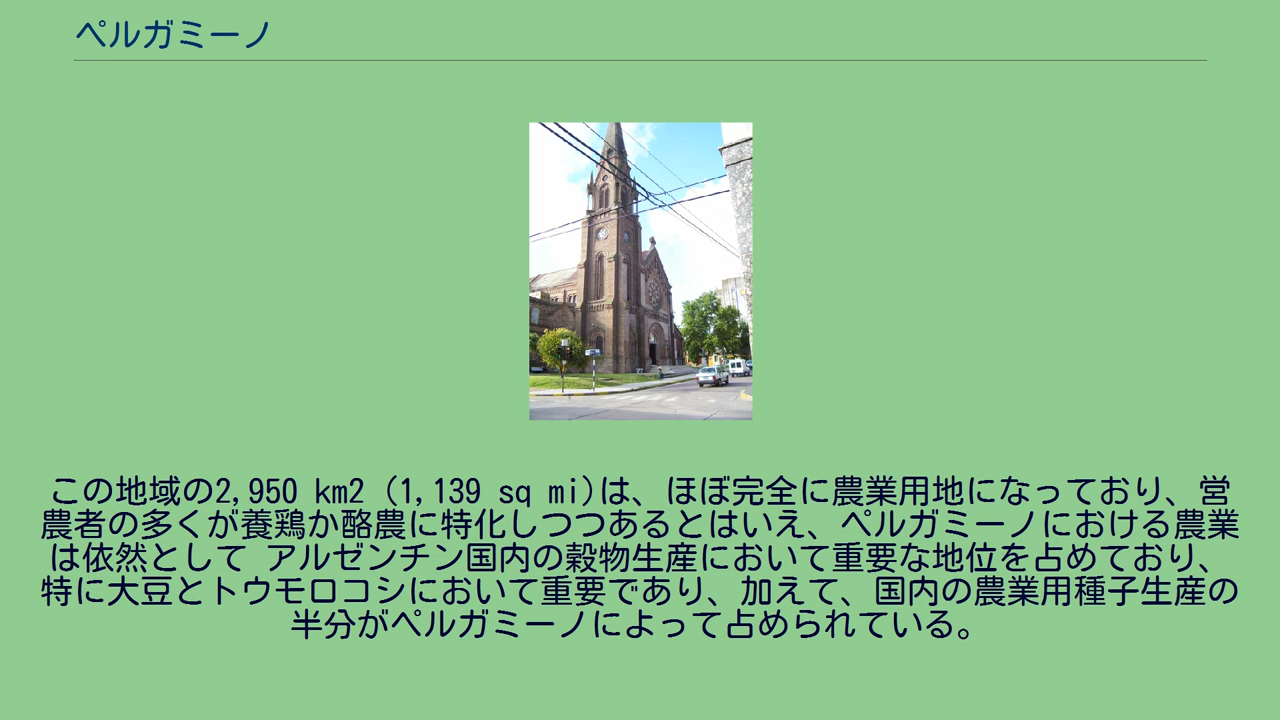 ペルガミーノ
この地域の2,950 km2 (1,139 sq mi)は、ほぼ完全に農業用地になっており、営
農者の多くが養鶏か酪農に特化しつつあるとはいえ、ペルガミーノにおける農業
は依然として アルゼンチン国内の穀物生産において重要な地位を占めており、
特に大豆とトウモロコシにおいて重要であり、加えて、国内の農業用種子生産の
半分がペルガミーノによって占められている。